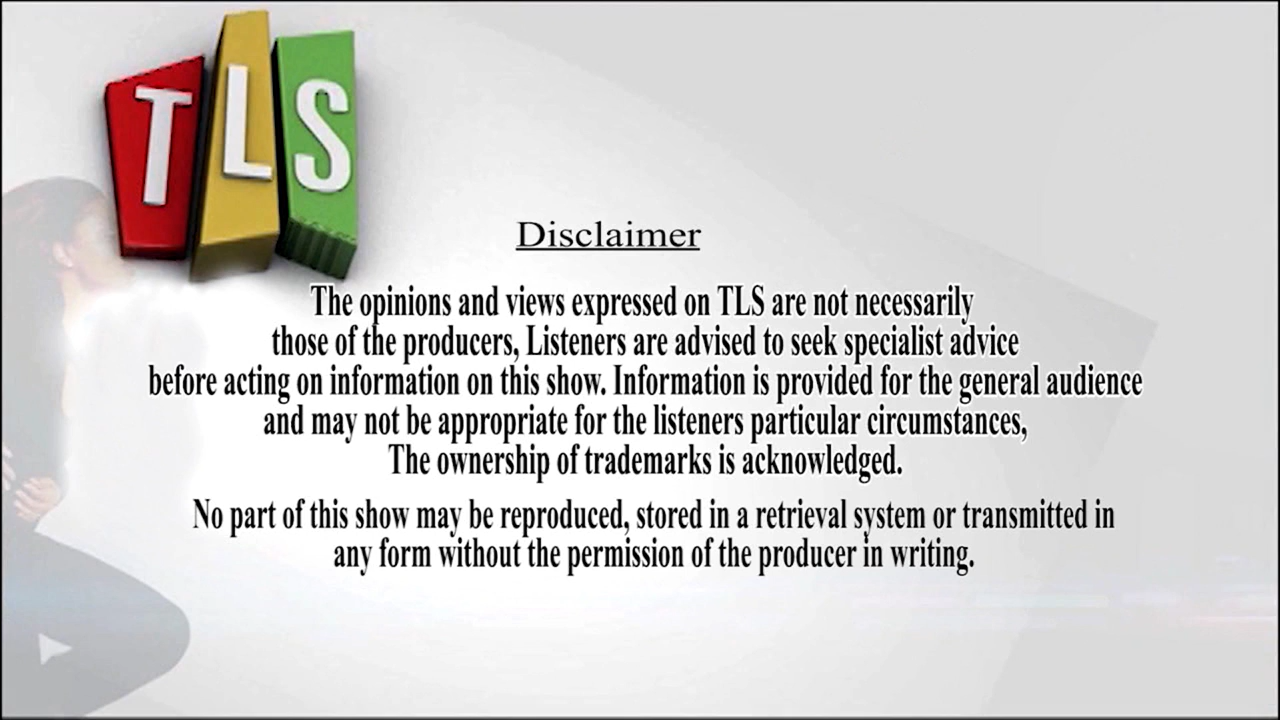 TLS
Disclaimer
The opinions and views expressed on TLS are not necessarily
those of the producers, Listeners are advised to seek specialist advice
before acting on information on this show. Information is provided for the general audience
and may not be appropriate for the listeners particular circumstances,
The ownership of trademarks is acknowledged.
No part of this show may be reproduced, stored in a retrieval system or transmitted in
any form without the permission of the producer in writing.